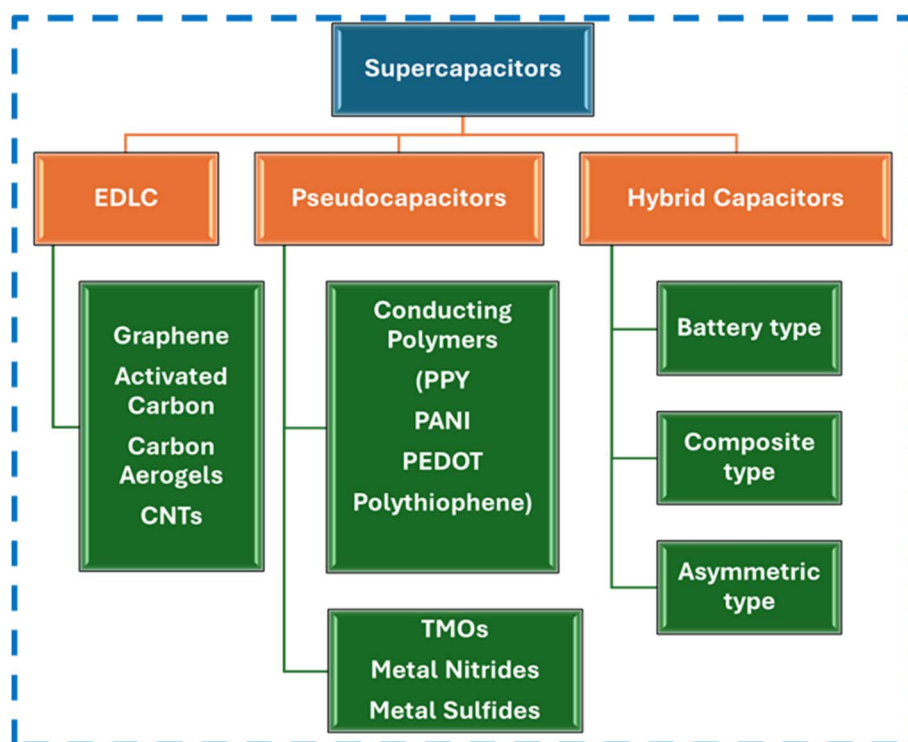 Supercapacitors
EDLC
Pseudocapacitors
Hybrid Capacitors
Graphene
Activated
Carbon
Carbon
Aerogels
CNTs
Conducting
Polymers
(PPY
PANI
PEDOT
Polythiophene)
TMOs
Metal Nitrides
Metal Sulfides
Battery type
Composite
type
Asymmetric
type